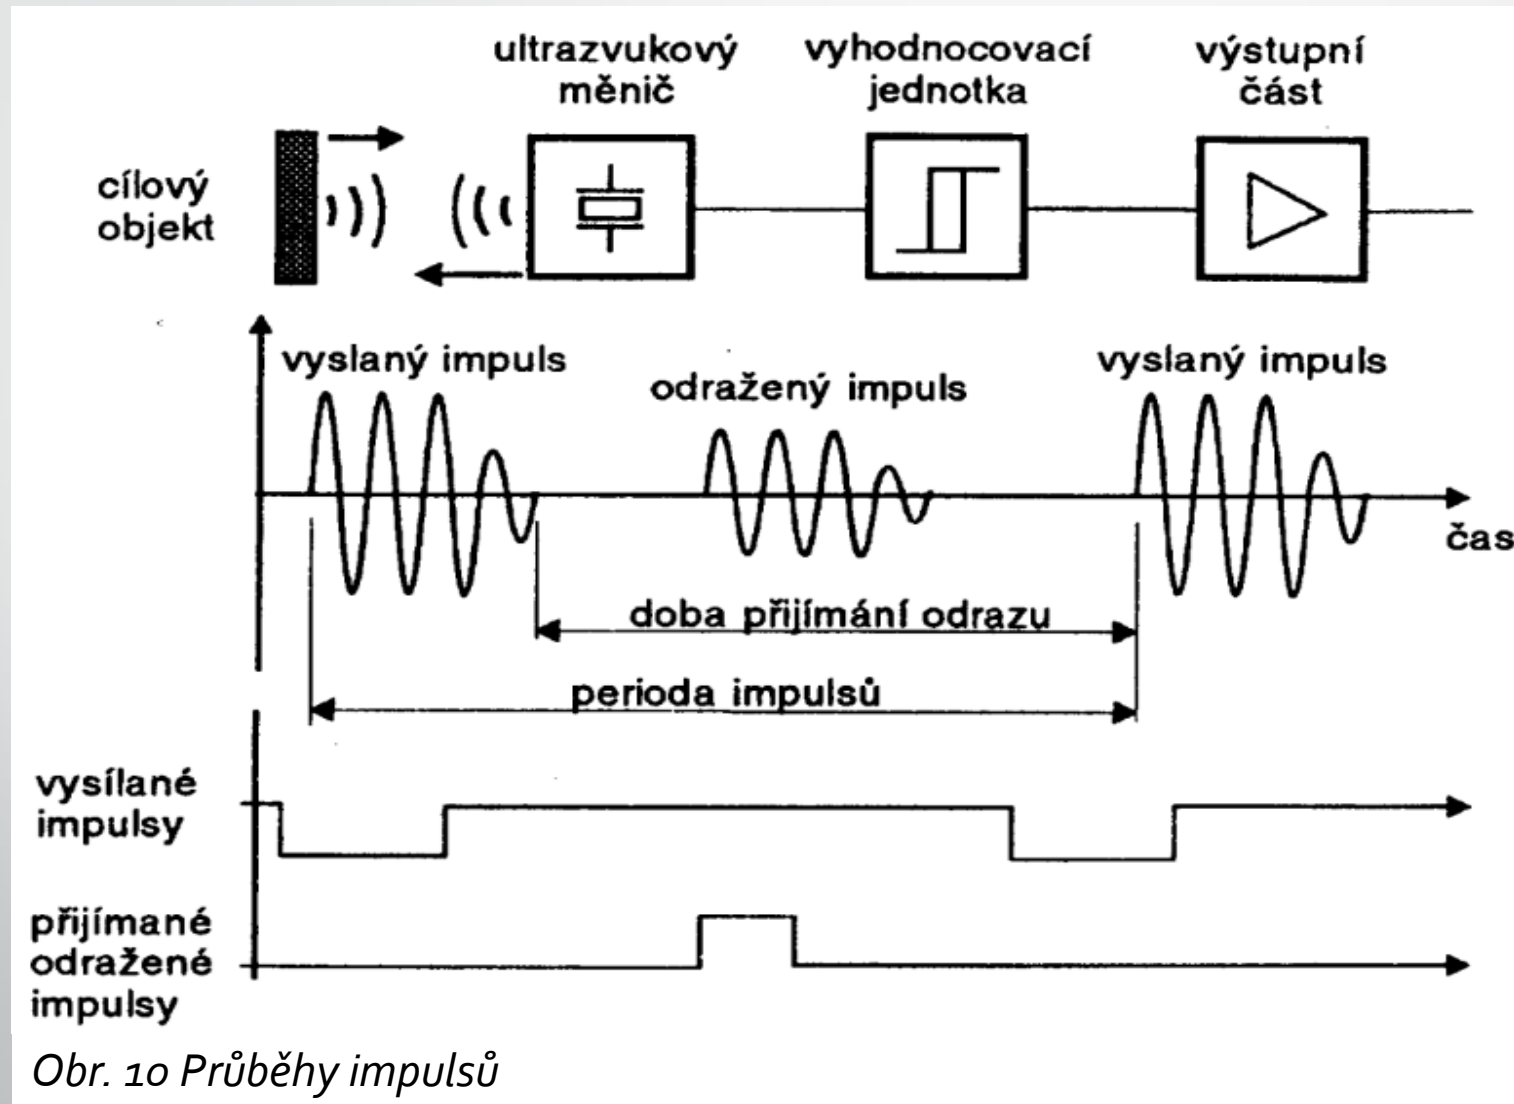 ultrazvukový
měnič
vyhodnocovací
jednotka
výstupní
část
cílový
objekt
vyslaný impuls
odražený impuls
vyslaný impuls
čas
doba přijímání odrazu
perioda impulsů
vysílané
impulsy
přijímané
odražené
impulsy
Obr. 10 Průběhy impulsů